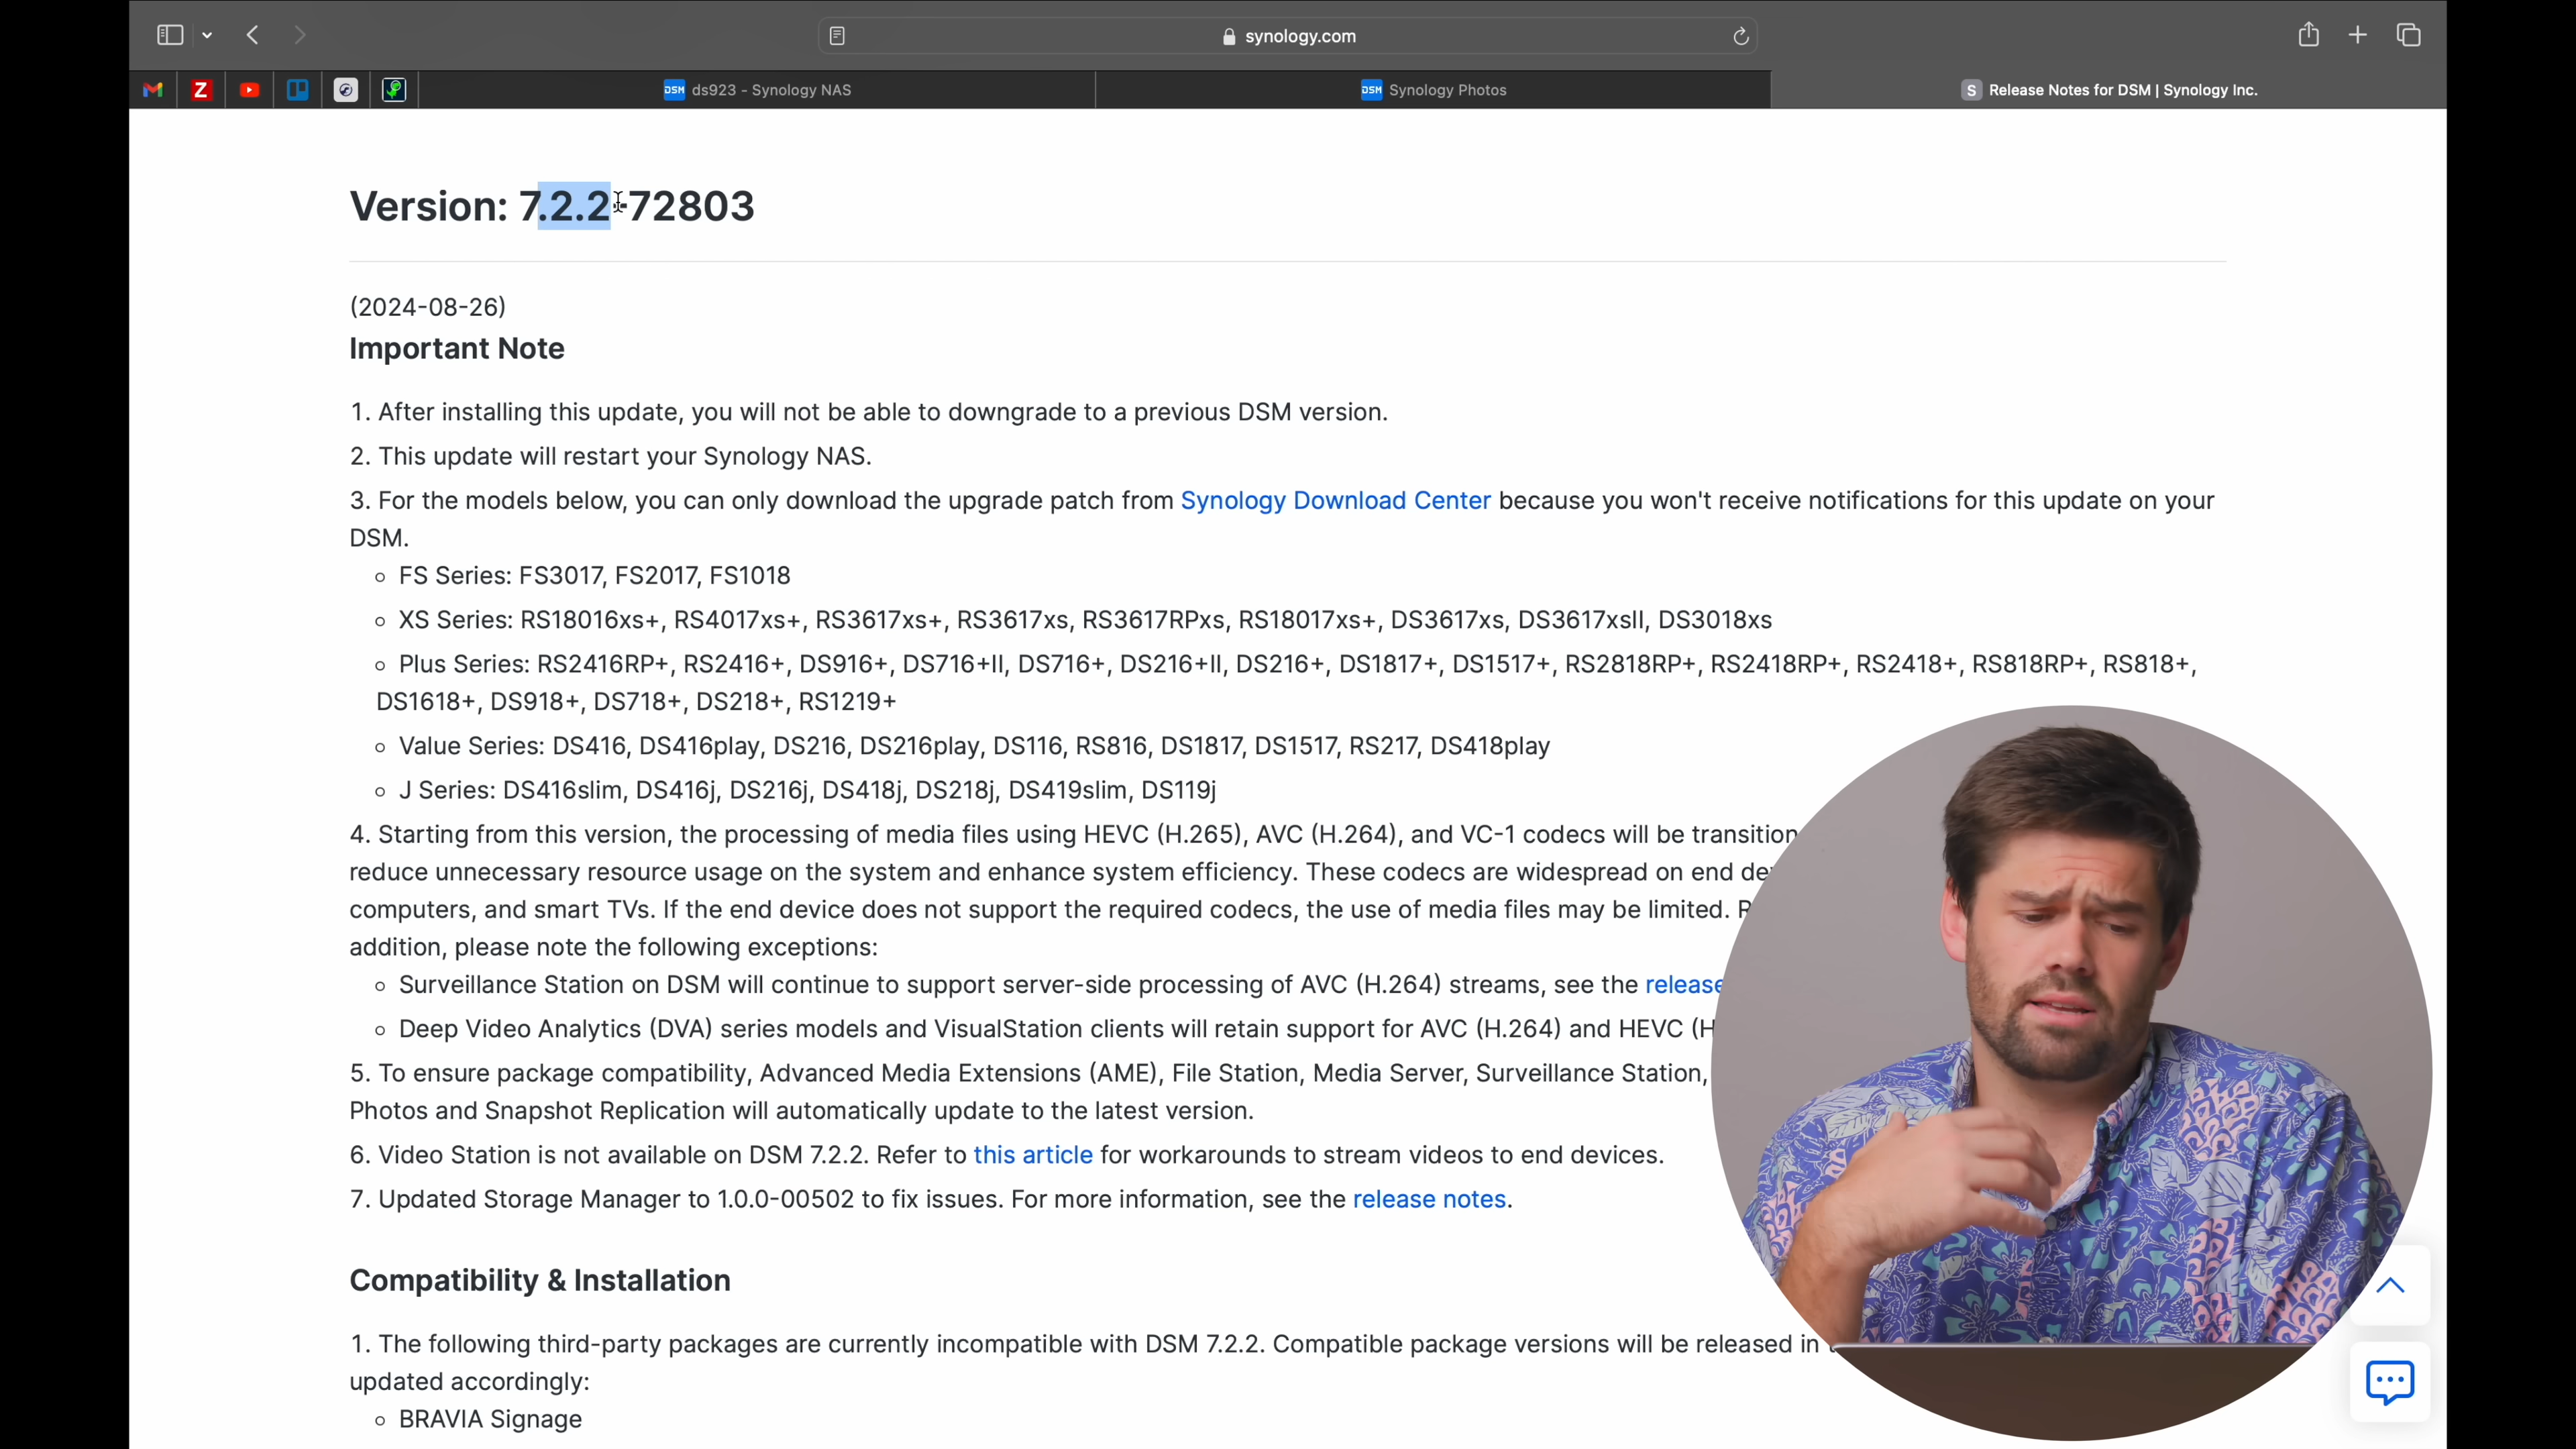 synology.com
DSM ds923 - Synology NAS
DSM Synology Photos
S Release Notes for DSM | Synology Inc.
Version: 7.2.2-72803
(2024-08-26)
Important Note
1. After installing this update, you will not be able to downgrade to a previous DSM version.
2. This update will restart your Synology NAS.
3. For the models below, you can only download the upgrade patch from Synology Download Center because you won't receive notifications for this update on your
DSM.
FS Series: FS3017, FS2017, FS1018
XS Series: RS18016xs+, RS4017xs+, RS3617xs+, RS3617xs, RS3617RPxs, RS18017xs+, DS3617xs, DS3617xsII, DS3018xs
Plus Series: RS2416RP+, RS2416+, DS916+, DS716+II, DS716+, DS216+II, DS216+, DS1817+, DS1517+, RS2818RP+, RS2418RP+, RS2418+, RS818RP+, RS818+,
DS1618+, DS918+, DS718+, DS218+, RS1219+
Value Series: DS416, DS416play, DS216, DS216play, DS116, RS816, DS1817, DS1517, RS217, DS418play
J Series: DS416slim, DS416j, DS216j, DS418j, DS218j, DS419slim, DS119j
4. Starting from this version, the processing of media files using HEVC (H.265), AVC (H.264), and VC-1 codecs will be transition
reduce unnecessary resource usage on the system and enhance system efficiency. These codecs are widespread on end de
computers, and smart TVs. If the end device does not support the required codecs, the use of media files may be limited.
addition, please note the following exceptions:
Surveillance Station on DSM will continue to support server-side processing of AVC (H.264) streams, see the release
Deep Video Analytics (DVA) series models and VisualStation clients will retain support for AVC (H.264) and HEVC (H
5. To ensure package compatibility, Advanced Media Extensions (AME), File Station, Media Server, Surveillance Station,
Photos and Snapshot Replication will automatically update to the latest version.
6. Video Station is not available on DSM 7.2.2. Refer to this article for workarounds to stream videos to end devices.
7. Updated Storage Manager to 1.0.0-00502 to fix issues. For more information, see the release notes.
Compatibility & Installation
1. The following third-party packages are currently incompatible with DSM 7.2.2. Compatible package versions will be released in
updated accordingly:
BRAVIA Signage